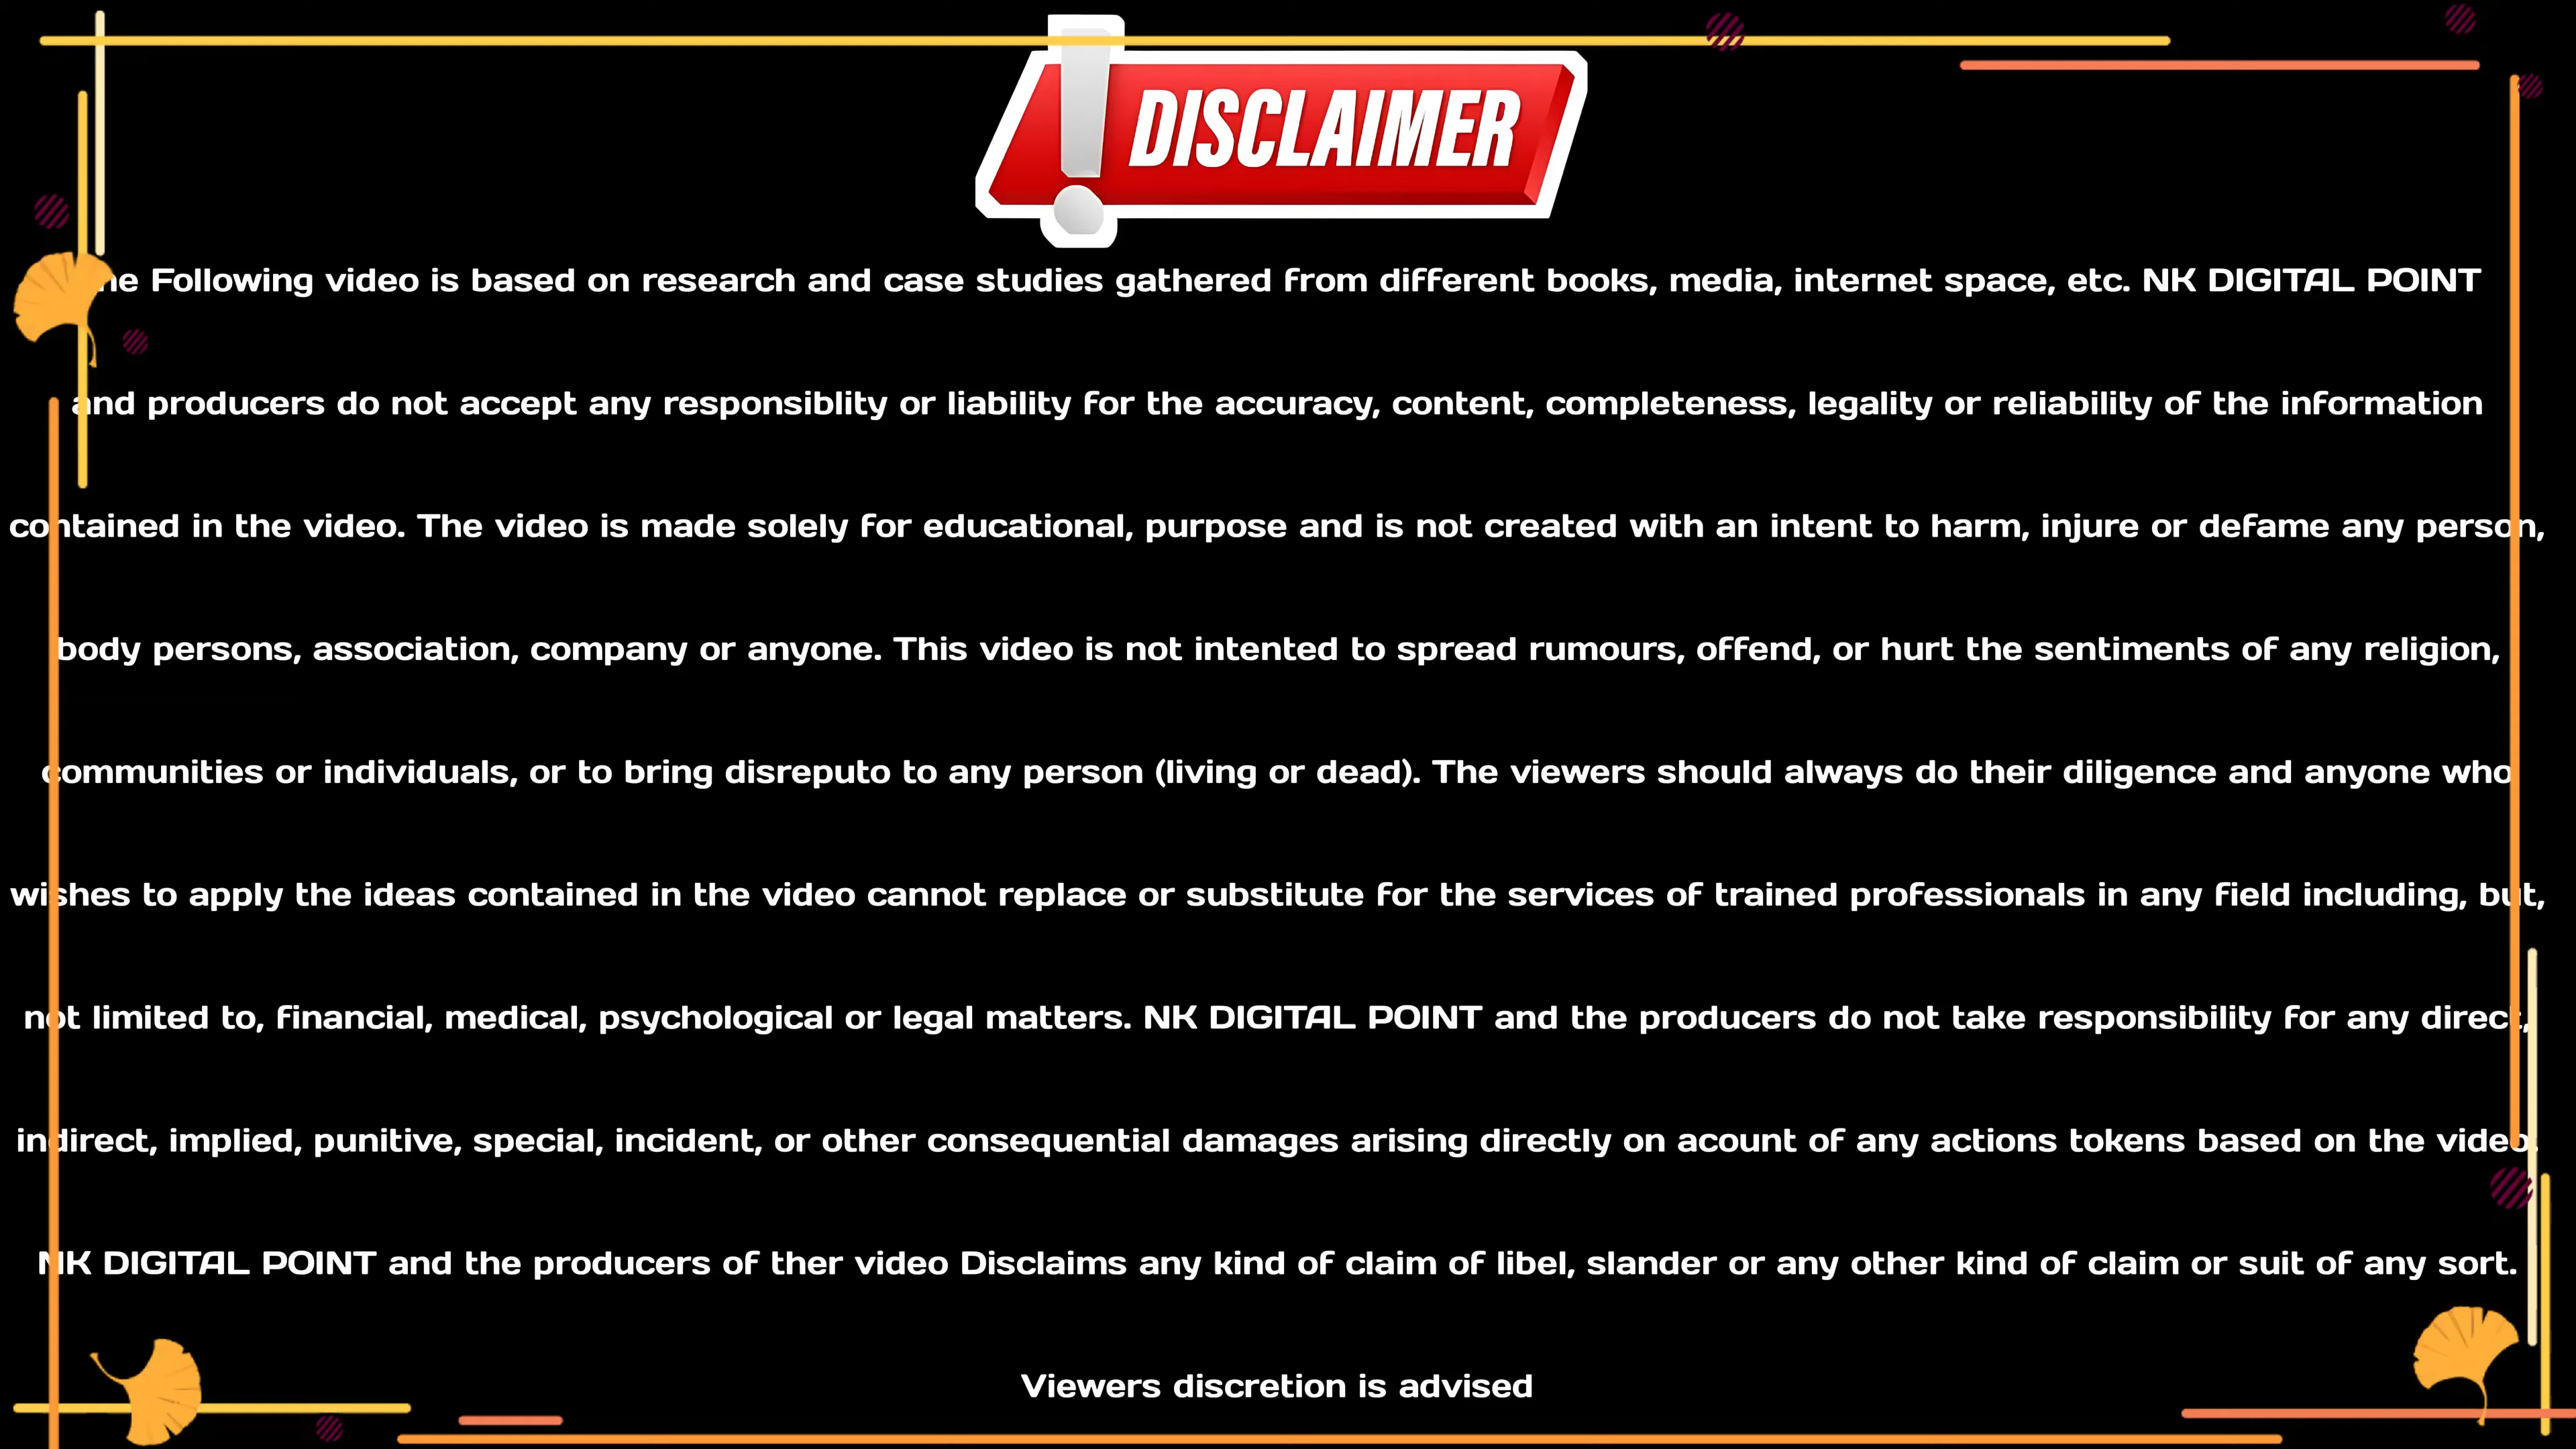 DISCLAIMER
he Following video is based on research and case studies gathered from different books, media, internet space, etc. NK DIGITAL POINT
and producers do not accept any responsiblity or liability for the accuracy, content, completeness, legality or reliability of the information
contained in the video. The video is made solely for educational, purpose and is not created with an intent to harm, injure or defame any person,
body persons, association, company or anyone. This video is not intented to spread rumours, offend, or hurt the sentiments of any religion,
communities or individuals, or to bring disreputo to any person (living or dead). The viewers should always do their diligence and anyone who
wishes to apply the ideas contained in the video cannot replace or substitute for the services of trained professionals in any field including, but,
not limited to, financial, medical, psychological or legal matters. NK DIGITAL POINT and the producers do not take responsibility for any direct,
indirect, implied, punitive, special, incident, or other consequential damages arising directly on acount of any actions tokens based on the video.
NK DIGITAL POINT and the producers of ther video Disclaims any kind of claim of libel, slander or any other kind of claim or suit of any sort.
Viewers discretion is advised